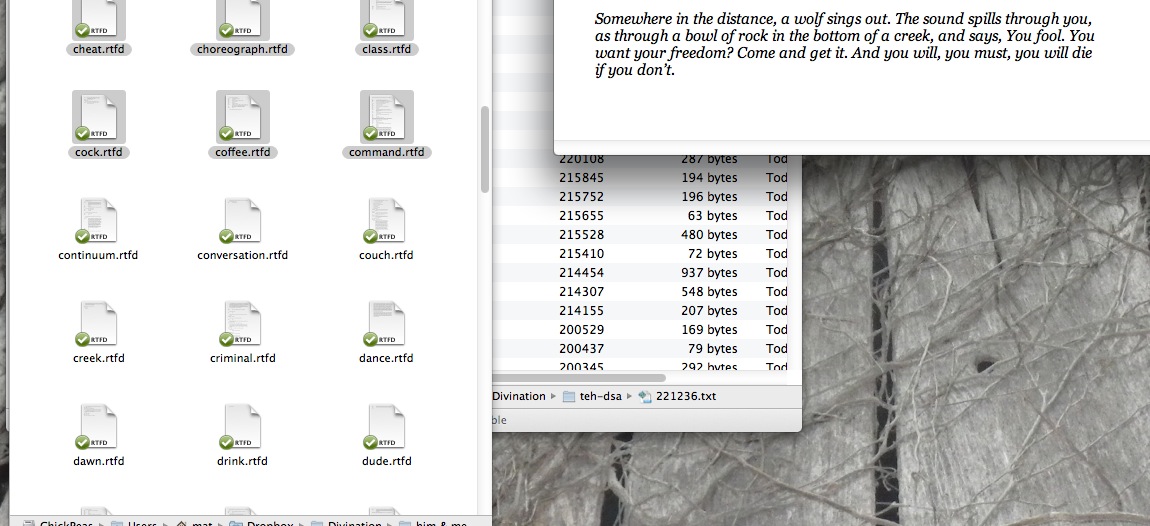 cheat.rtfd
choreograph.rtfd
class.rtfd
RTFD
RTFD
RTFD
cock.rtfd
coffee.rtfd
command.rtfd
RTFD
RTFD
RTFD
continuum.rtfd
conversation.rtfd
couch.rtfd
RTFD
RTFD
RTFD
creek.rtfd
criminal.rtfd
dance.rtfd
RTFD
RTFD
RTFD
dawn.rtfd
drink.rtfd
dude.rtfd
ChickPeas Users mat Dropbox Divination him & me
Somewhere in the distance, a wolf sings out. The sound spills through you,
as through a bowl of rock in the bottom of a creek, and says, You fool. You
want your freedom? Come and get it. And you will, you must, you will die
if you don’t.
220108 287 bytes Tod
215845 194 bytes Tod
215752 196 bytes Tod
215655 63 bytes Tod
215528 480 bytes Tod
215410 72 bytes Tod
214454 937 bytes Tod
214307 548 bytes Tod
214155 207 bytes Tod
200529 169 bytes Tod
200437 79 bytes Tod
200345 292 bytes Tod
Divination teh-dsa 221236.txt
ble